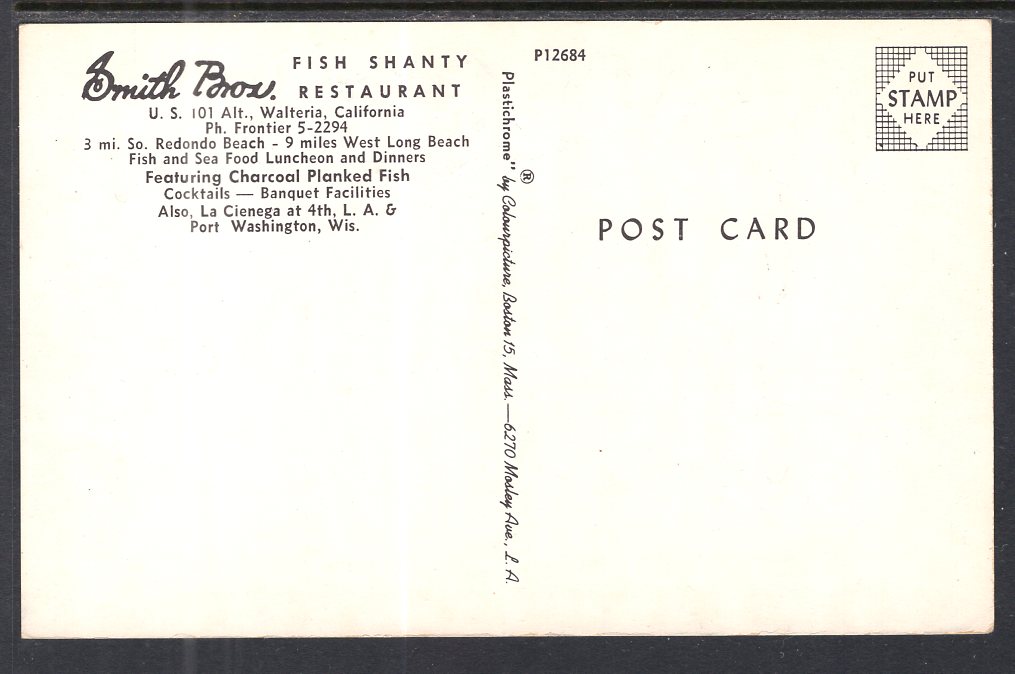 Smith Bros. FISH SHANTY
RESTAURANT
U. S. 101 Alt., Walteria, California
Ph. Frontier 5-2294
3 mi. So. Redondo Beach - 9 miles West Long Beach
Fish and Sea Food Luncheon and Dinners
Featuring Charcoal Planked Fish
Cocktails — Banquet Facilities
Also, La Cienega at 4th, L. A. &
Port Washington, Wis.
Plastichrome" ® by Colourpicture, Boston 15, Mass.—6270 Mosley Ave., L. A.
P12684
PUT
STAMP
HERE
POST CARD